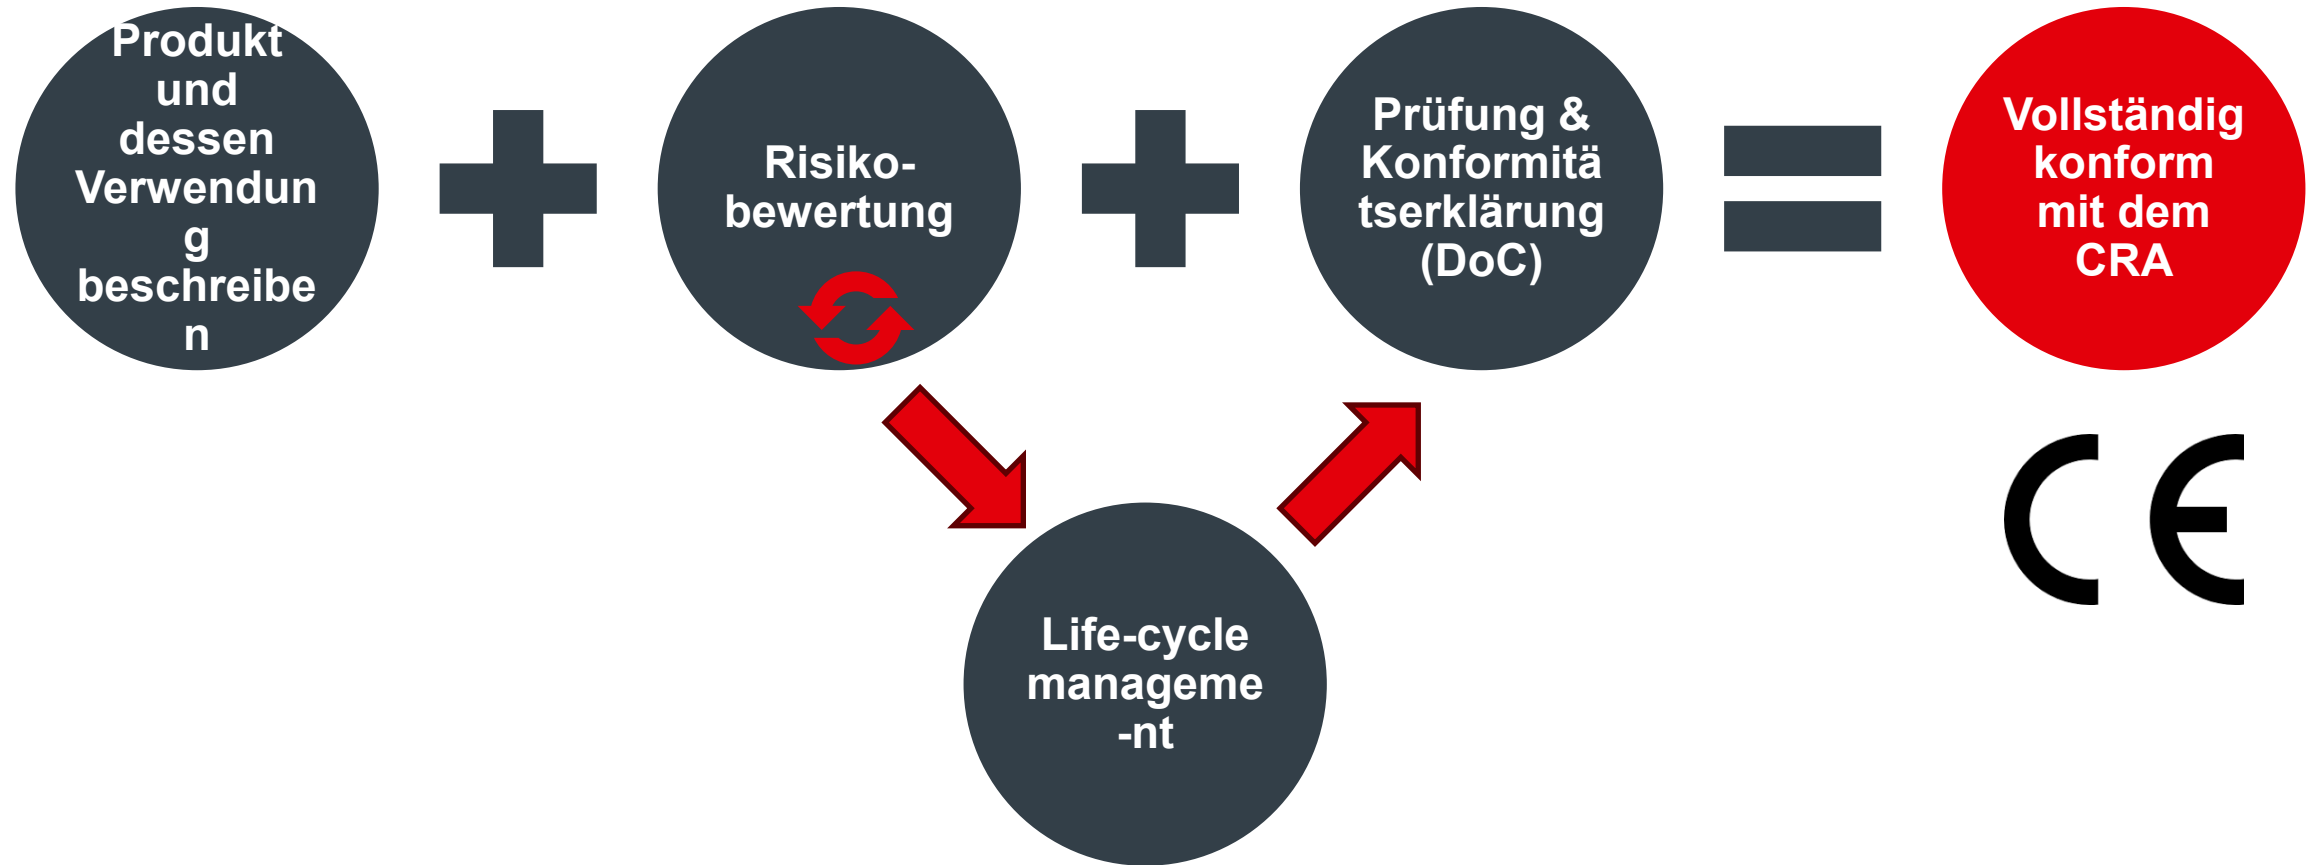 Produkt
und
dessen
Verwendun
g
beschreibe
n
Risiko-
bewertung
Prüfung &
Konformitä
tserklärung
(DoC)
Vollständig
konform
mit dem
CRA
CE
Life-cycle
manageme
-nt